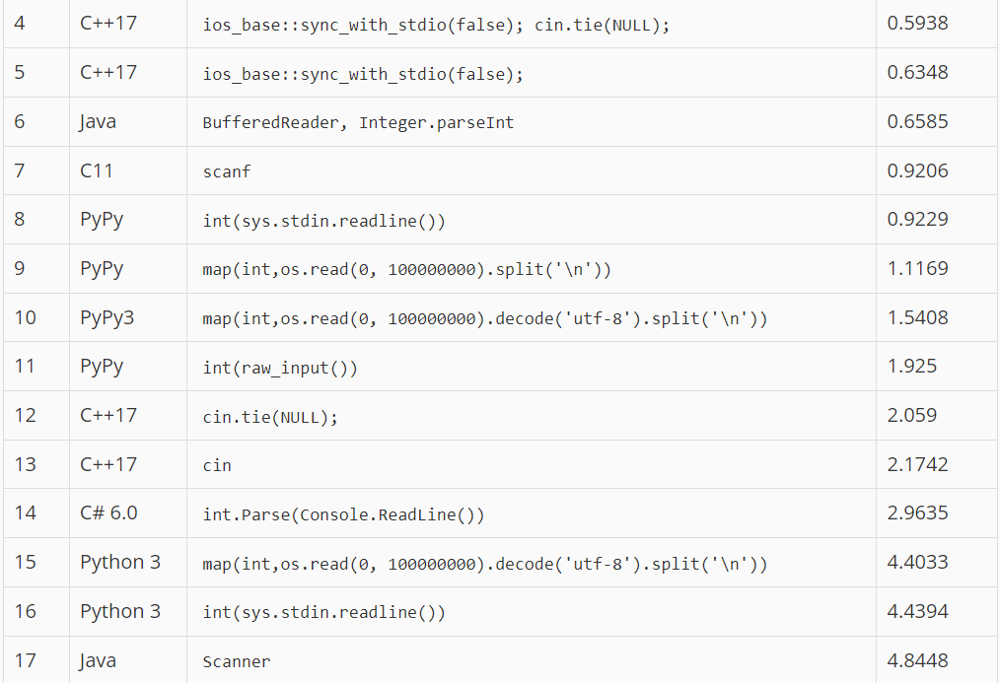 4 C++17 ios_base::sync_with_stdio(false); cin.tie(NULL); 0.5938
5 C++17 ios_base::sync_with_stdio(false); 0.6348
6 Java BufferedReader, Integer.parseInt 0.6585
7 C11 scanf 0.9206
8 PyPy int(sys.stdin.readline()) 0.9229
9 PyPy map(int,os.read(0, 100000000).split('\n')) 1.1169
10 PyPy3 map(int,os.read(0, 100000000).decode('utf-8').split('\n')) 1.5408
11 PyPy int(raw_input()) 1.925
12 C++17 cin.tie(NULL); 2.059
13 C++17 cin 2.1742
14 C# 6.0 int.Parse(Console.ReadLine()) 2.9635
15 Python 3 map(int,os.read(0, 100000000).decode('utf-8').split('\n')) 4.4033
16 Python 3 int(sys.stdin.readline()) 4.4394
17 Java Scanner 4.8448